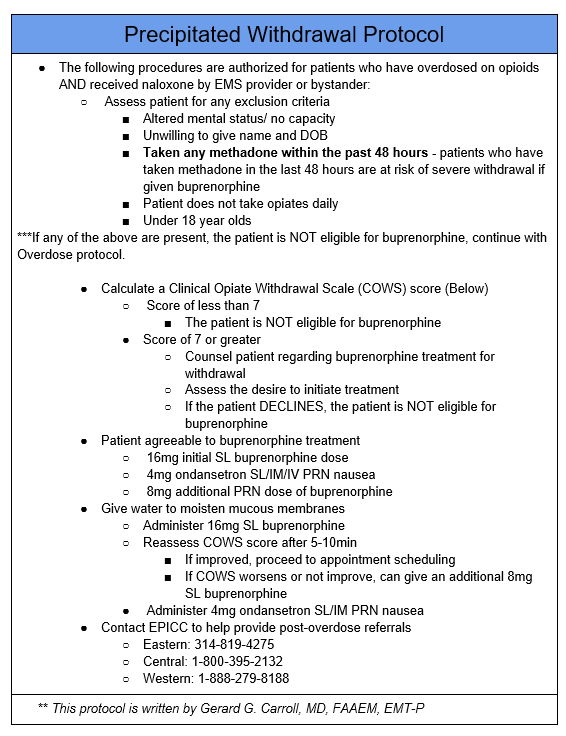 Precipitated Withdrawal Protocol
● The following procedures are authorized for patients who have overdosed on opioids
AND received naloxone by EMS provider or bystander:
○ Assess patient for any exclusion criteria
■ Altered mental status/ no capacity
■ Unwilling to give name and DOB
■ Taken any methadone within the past 48 hours - patients who have
taken methadone in the last 48 hours are at risk of severe withdrawal if
given buprenorphine
■ Patient does not take opiates daily
■ Under 18 year olds
***If any of the above are present, the patient is NOT eligible for buprenorphine, continue with
Overdose protocol.
● Calculate a Clinical Opiate Withdrawal Scale (COWS) score (Below)
○ Score of less than 7
■ The patient is NOT eligible for buprenorphine
● Score of 7 or greater
○ Counsel patient regarding buprenorphine treatment for
withdrawal
○ Assess the desire to initiate treatment
○ If the patient DECLINES, the patient is NOT eligible for
buprenorphine
● Patient agreeable to buprenorphine treatment
○ 16mg initial SL buprenorphine dose
○ 4mg ondansetron SL/IM/IV PRN nausea
○ 8mg additional PRN dose of buprenorphine
● Give water to moisten mucous membranes
○ Administer 16mg SL buprenorphine
○ Reassess COWS score after 5-10min
■ If improved, proceed to appointment scheduling
■ If COWS worsens or not improve, can give an additional 8mg
SL buprenorphine
● Administer 4mg ondansetron SL/IM PRN nausea
● Contact EPICC to help provide post-overdose referrals
○ Eastern: 314-819-4275
○ Central: 1-800-395-2132
○ Western: 1-888-279-8188
** This protocol is written by Gerard G. Carroll, MD, FAAEM, EMT-P